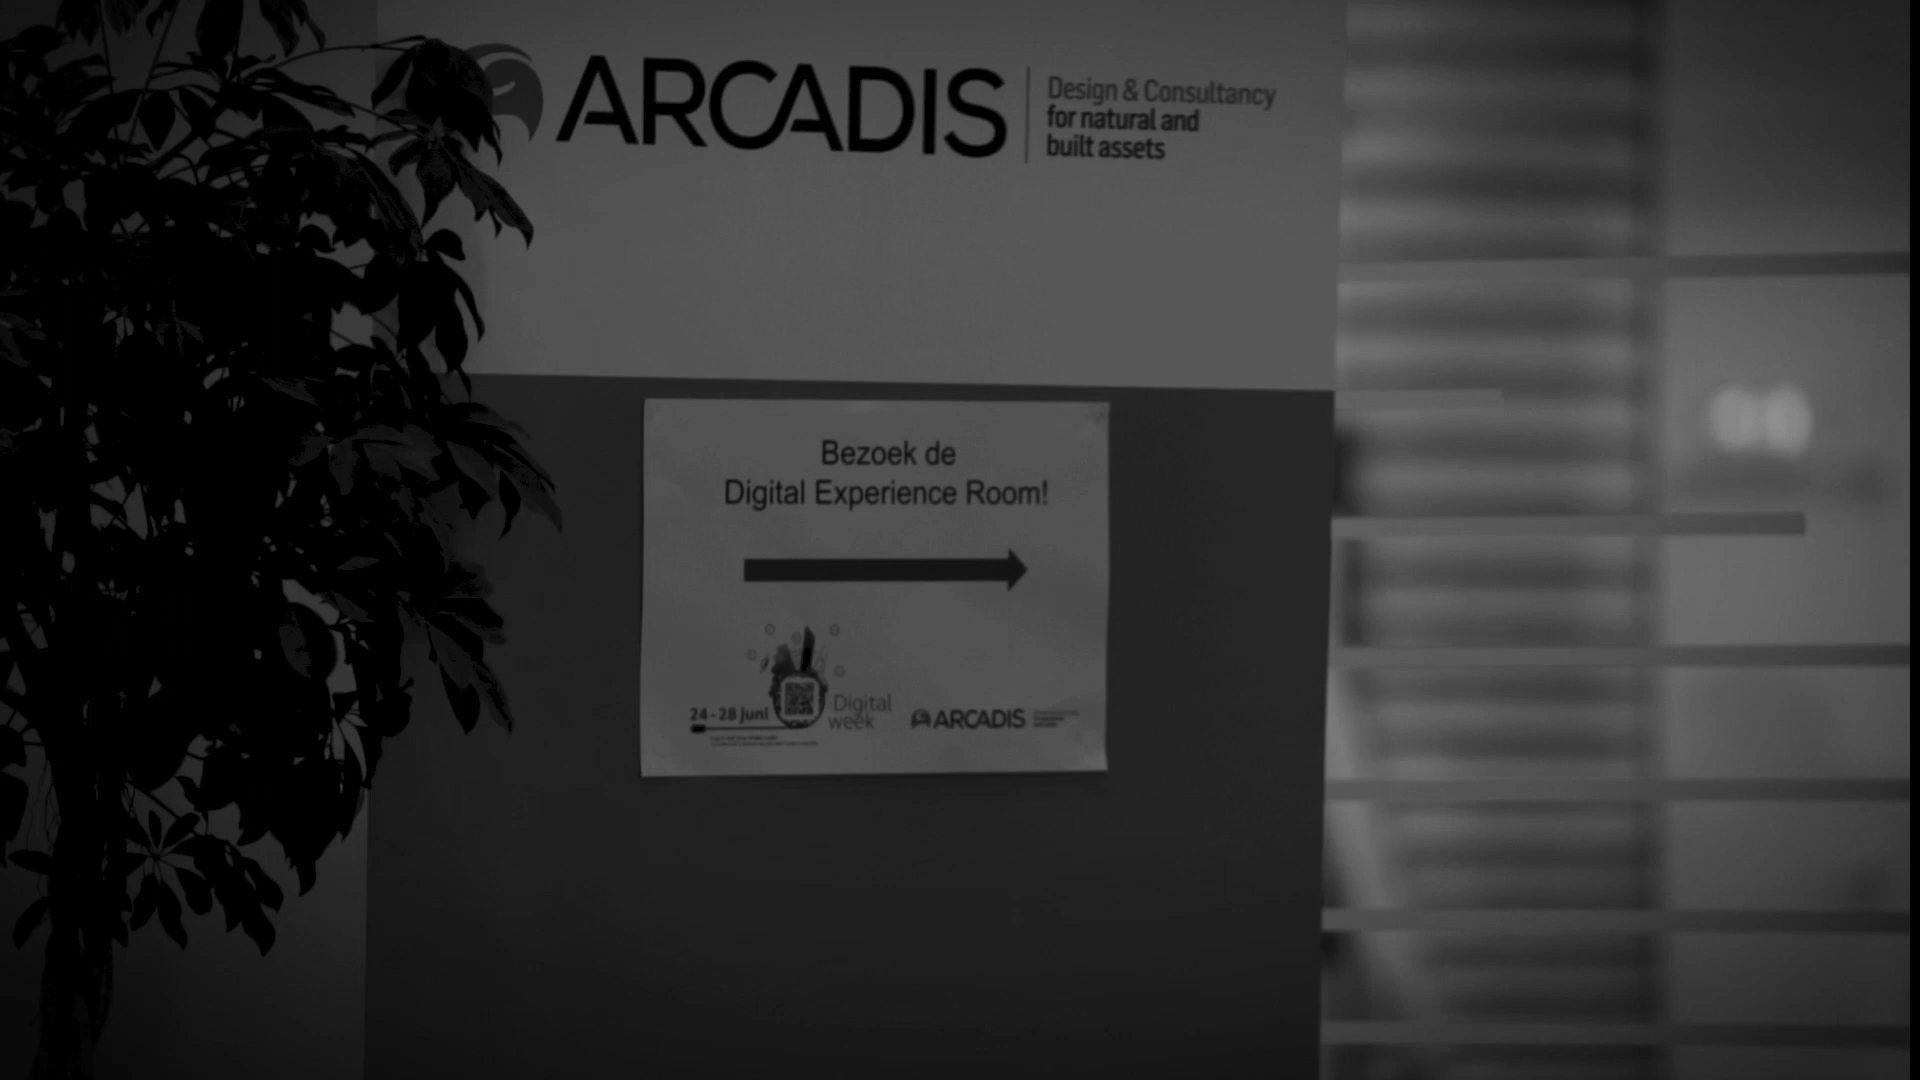 ARCADIS
Design & Consultancy
for natural and
built assets
Bezoek de
Digital Experience Room!
24-28 juni
Digital
week
ARCADIS